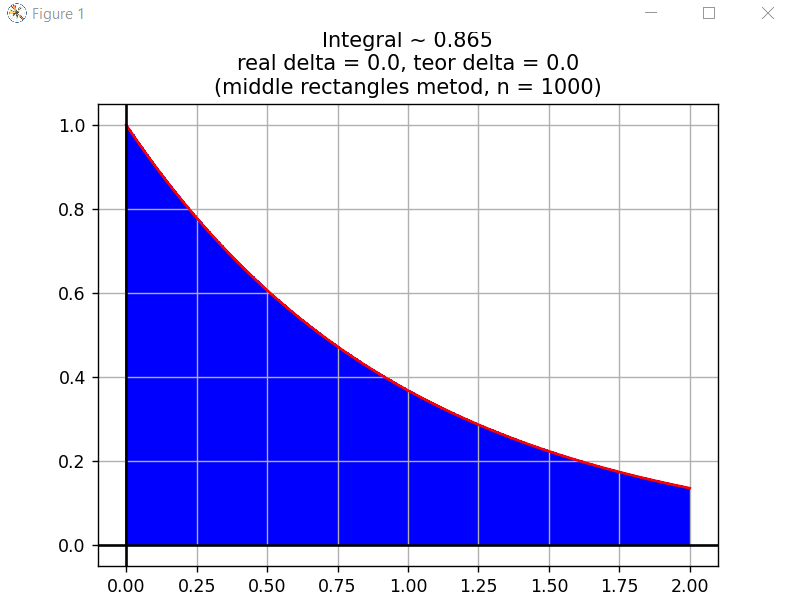 Figure 1
Integral ~ 0.865
real delta = 0.0, teor delta = 0.0
(middle rectangles metod, n = 1000)
1.0
0.8
0.6
0.4
0.2
0.0
0.00 0.25 0.50 0.75 1.00 1.25 1.50 1.75 2.00